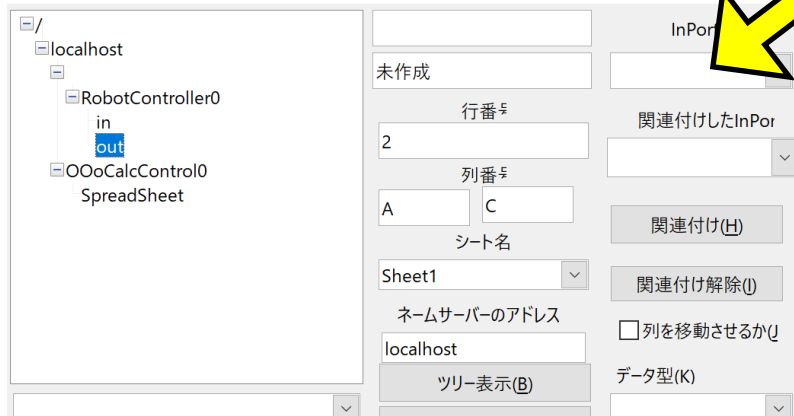 /
localhost
RobotController0
in
out
OOoCalcControl0
SpreadSheet
未作成
行番号
2
列番号
A
C
シート名
Sheet1
ネームサーバーのアドレス
localhost
ツリー表示(B)
InPor
関連付けしたInPor
関連付け(H)
関連付け解除(I)
列を移動させるか(J
データ型(K)